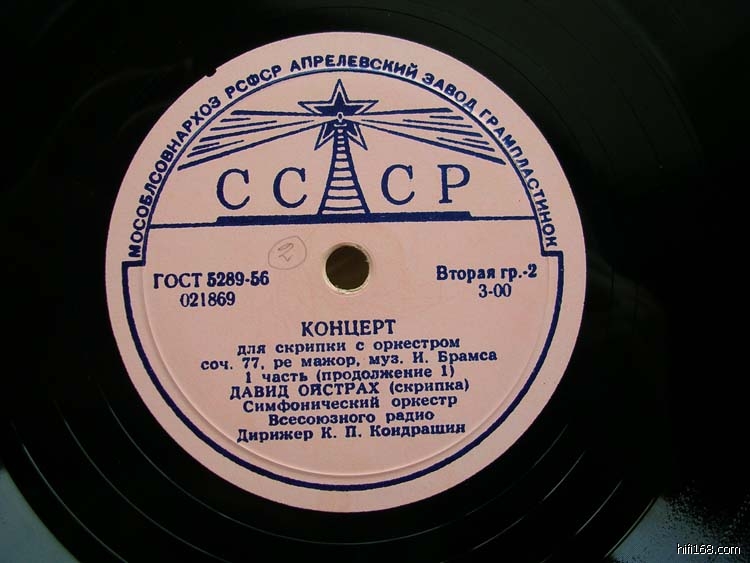 МОСОБЛСОВНАРХОЗ РСФСР АПРЕЛЕВСКИЙ ЗАВОД ГРАМПЛАСТИНОК
СССР
ГОСТ 5289-56
021869
Вторая гр.-2
3-00
КОНЦЕРТ
для скрипки с оркестром
соч. 77, ре мажор, муз. И. Брамса
1 часть (продолжение 1)
ДАВИД ОЙСТРАХ (скрипка)
Симфонический оркестр
Всесоюзного радио
Дирижер К. П. Кондрашин
hifi168.com